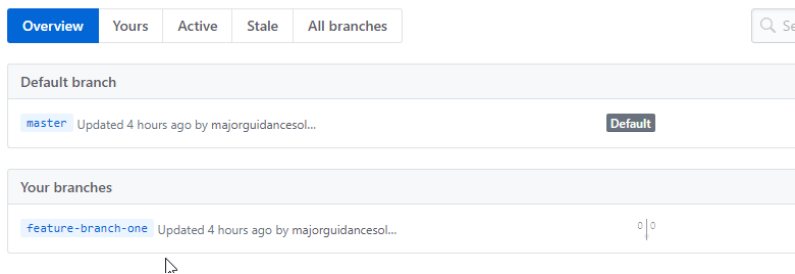 Overview Yours Active Stale All branches Se
Default branch
master Updated 4 hours ago by majorguidancesol... Default
Your branches
feature-branch-one Updated 4 hours ago by majorguidancesol... 0 0